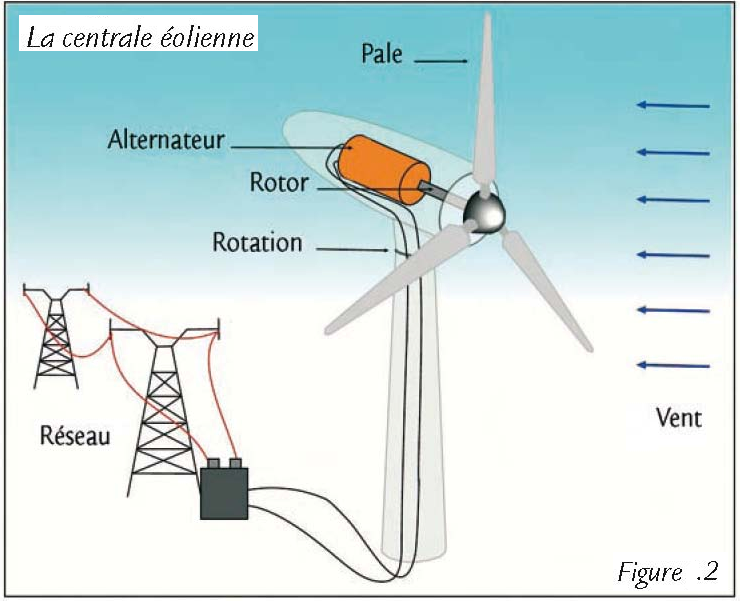 La centrale éolienne
Pale
Alternateur
Rotor
Rotation
Réseau
Vent
Figure .2